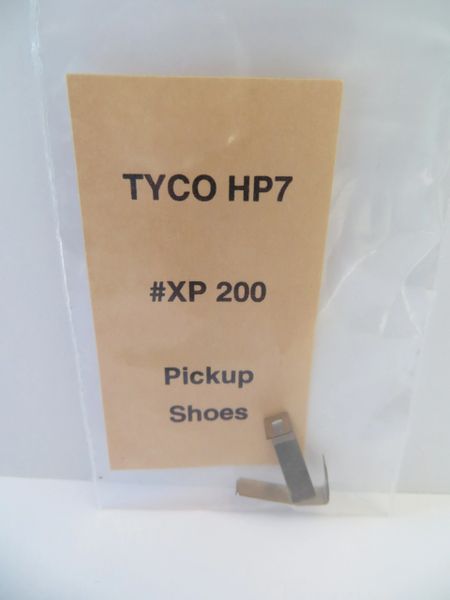 TYCO HP7
#XP 200
Pickup
Shoes